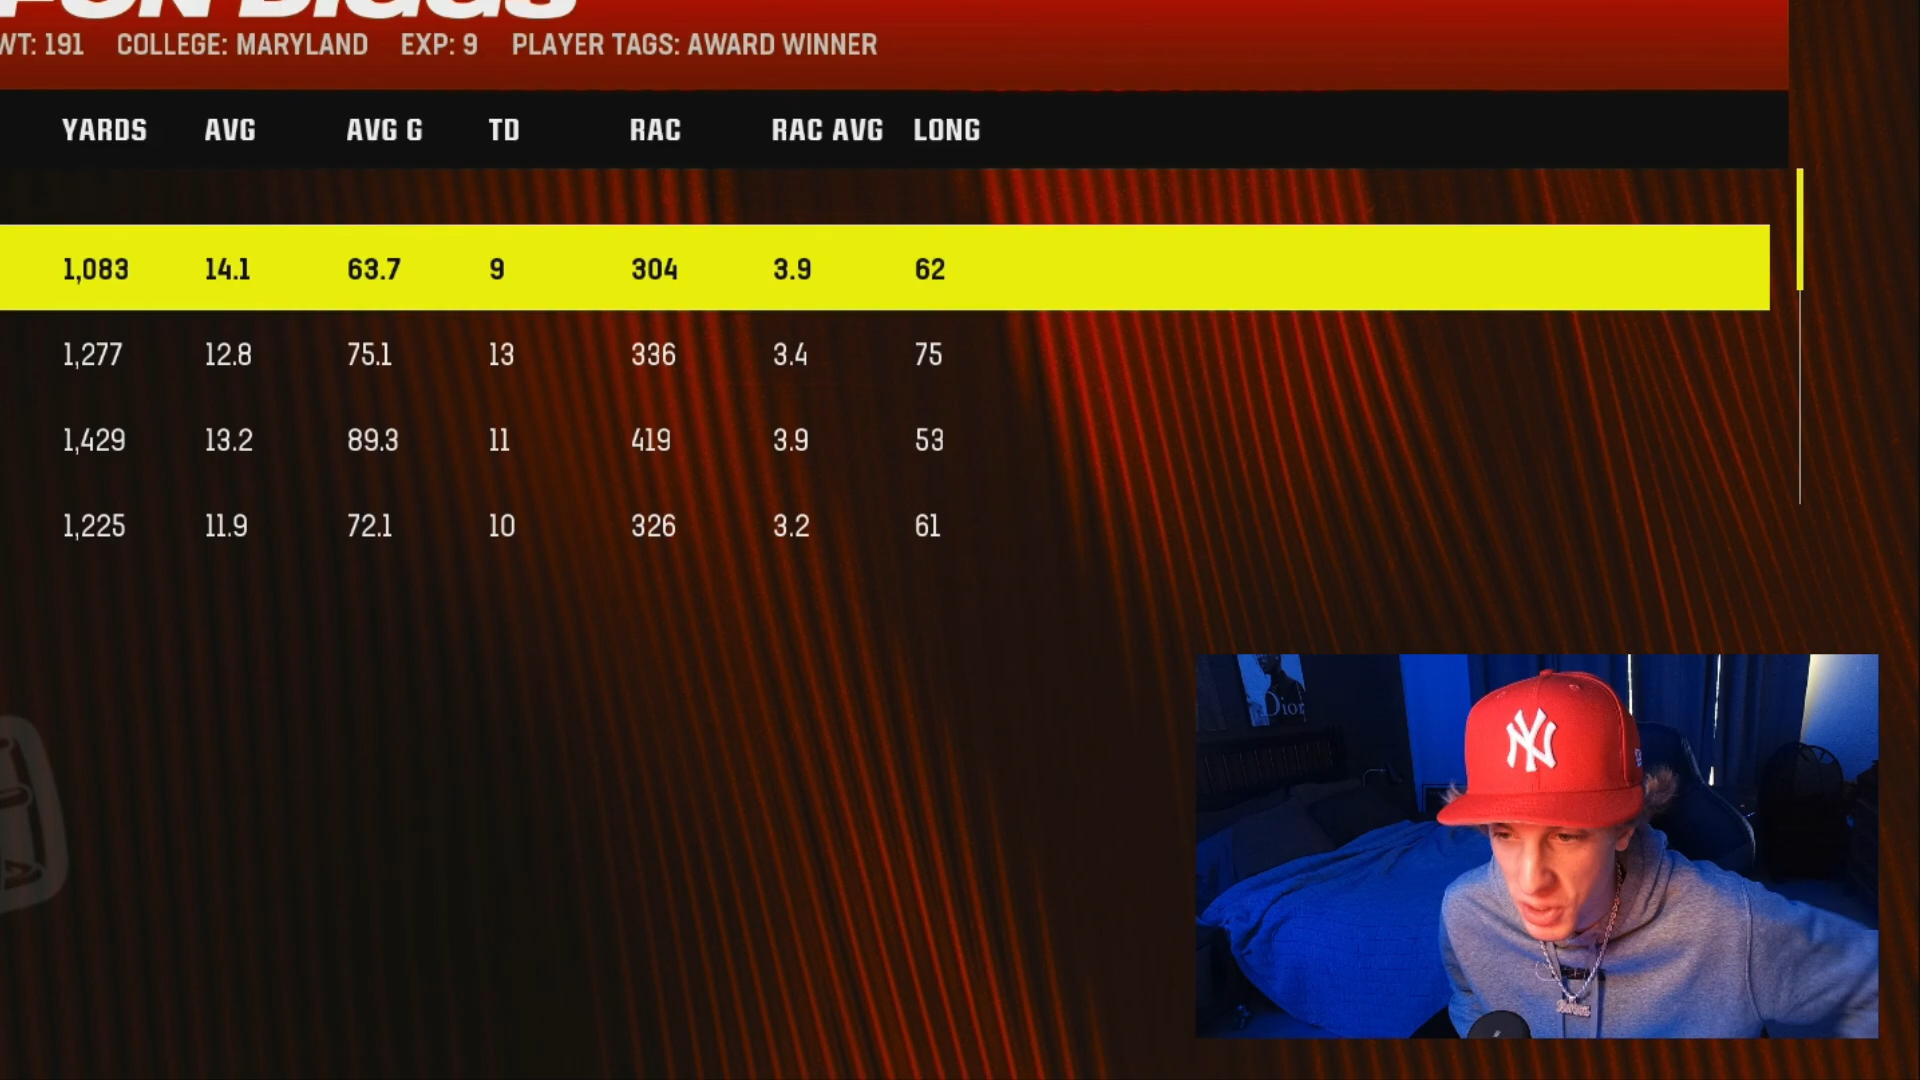 FON DIGGS
WT: 191 COLLEGE: MARYLAND EXP: 9 PLAYER TAGS: AWARD WINNER
YARDS AVG AVG G TD RAC RAC AVG LONG
1,083 14.1 63.7 9 304 3.9 62
1,277 12.8 75.1 13 336 3.4 75
1,429 13.2 89.3 11 419 3.9 53
1,225 11.9 72.1 10 326 3.2 61
Dior
NY